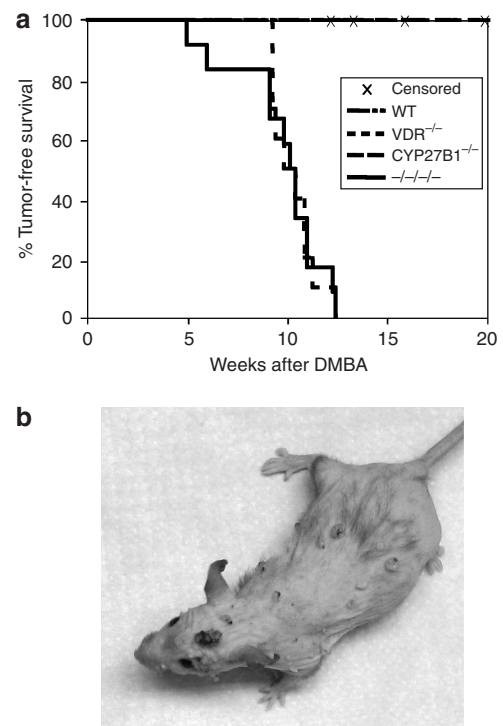 a
100
80
60
40
20
0
% Tumor-free survival
× Censored
WT
VDR–/–
CYP27B1–/–
–/–/–/–
0 5 10 15 20
Weeks after DMBA
b